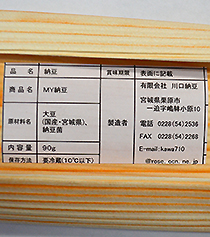 品 名 納豆 賞味期限 表面に記載
商品名 MY納豆
原材料名 大豆
(国産・宮城県)、
納豆菌
内容量 90g
保存方法 要冷蔵(10℃以下)
製造者
有限会社 川口納豆
宮城県栗原市
一迫字嶋躰小原10
電話 0228(54)2536
FAX 0228(54)2268
E-mail:kawa710
@rose.ocn.ne.jp